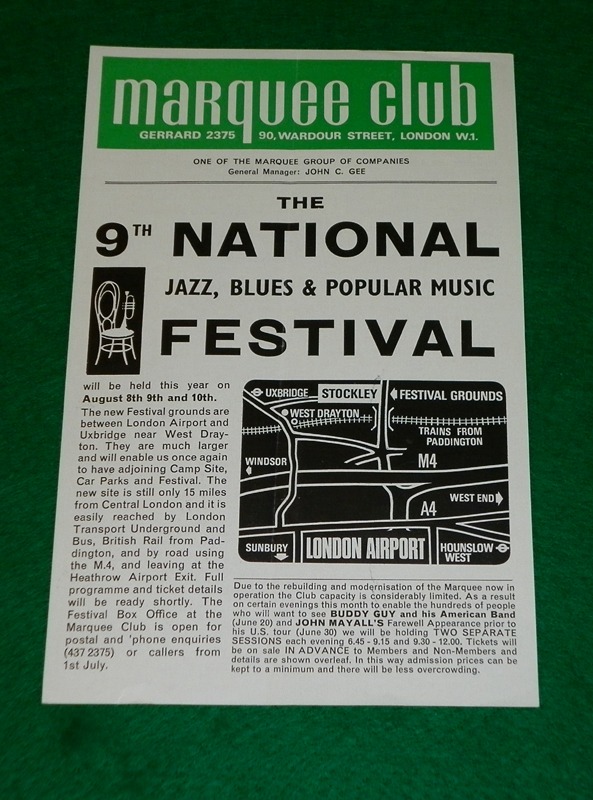 marquee club
GERRARD 2375 90, WARDOUR STREET, LONDON W.1.
ONE OF THE MARQUEE GROUP OF COMPANIES
General Manager: JOHN C. GEE
THE
9TH NATIONAL
JAZZ, BLUES & POPULAR MUSIC
FESTIVAL
will be held this year on
August 8th 9th and 10th.
The new Festival grounds are
between London Airport and
Uxbridge near West Dray-
ton. They are much larger
and will enable us once again
to have adjoining Camp Site,
Car Parks and Festival. The
new site is still only 15 miles
from Central London and it is
easily reached by London
Transport Underground and
Bus, British Rail from Pad-
dington, and by road using
the M.4, and leaving at the
Heathrow Airport Exit. Full
programme and ticket details
will be ready shortly. The
Festival Box Office at the
Marquee Club is open for
postal and 'phone enquiries
(437 2375) or callers from
1st July.
UXBRIDGE STOCKLEY FESTIVAL GROUNDS
WEST DRAYTON
TRAINS FROM
PADDINGTON
WINDSOR M4
WEST END
A4
SUNBURY LONDON AIRPORT HOUNSLOW
WEST
Due to the rebuilding and modernisation of the Marquee now in
operation the Club capacity is considerably limited. As a result
on certain evenings this month to enable the hundreds of people
who will want to see BUDDY GUY and his American Band
(June 20) and JOHN MAYALL'S Farewell Appearance prior to
his U.S. tour (June 30) we will be holding TWO SEPARATE
SESSIONS each evening 6.45 - 9.15 and 9.30 - 12.00. Tickets will
be on sale IN ADVANCE to Members and Non-Members and
details are shown overleaf. In this way admission prices can be
kept to a minimum and there will be less overcrowding.